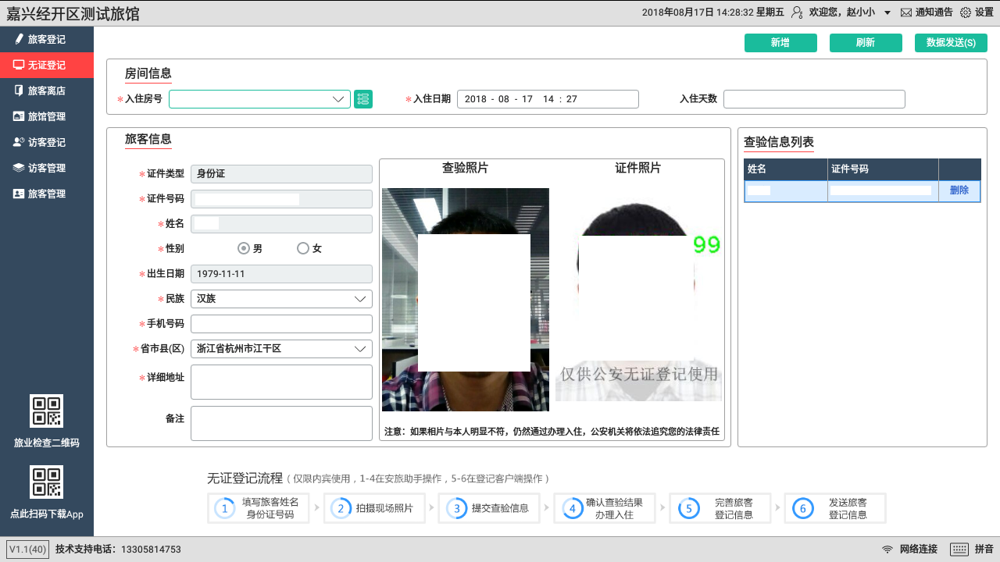 嘉兴经开区测试旅馆
2018年08月17日 14:28:32 星期五 欢迎您，赵小小 通知通告 设置
旅客登记
无证登记
旅客离店
旅馆管理
访客登记
访客管理
旅客管理
旅业检查二维码
点此扫码下载App
新增 刷新 数据发送(S)
房间信息
*入住房号 *入住日期 2018 - 08 - 17 14 : 27 入住天数
旅客信息
*证件类型 身份证
*证件号码
*姓名
*性别 男 女
*出生日期 1979-11-11
*民族 汉族
*手机号码
*省市县(区) 浙江省杭州市江干区
*详细地址
备注
查验照片 证件照片
99
仅供公安无证登记使用
注意：如果相片与本人明显不符，仍然通过办理入住，公安机关将依法追究您的法律责任
查验信息列表
姓名 证件号码
删除
无证登记流程（仅限内宾使用，1-4在安旅助手操作，5-6在登记客户端操作）
1 填写旅客姓名
身份证号码
2 拍摄现场照片
3 提交查验信息
4 确认查验结果
办理入住
5 完善旅客
登记信息
6 发送旅客
登记信息
V1.1(40) 技术支持电话：13305814753 网络连接 拼音